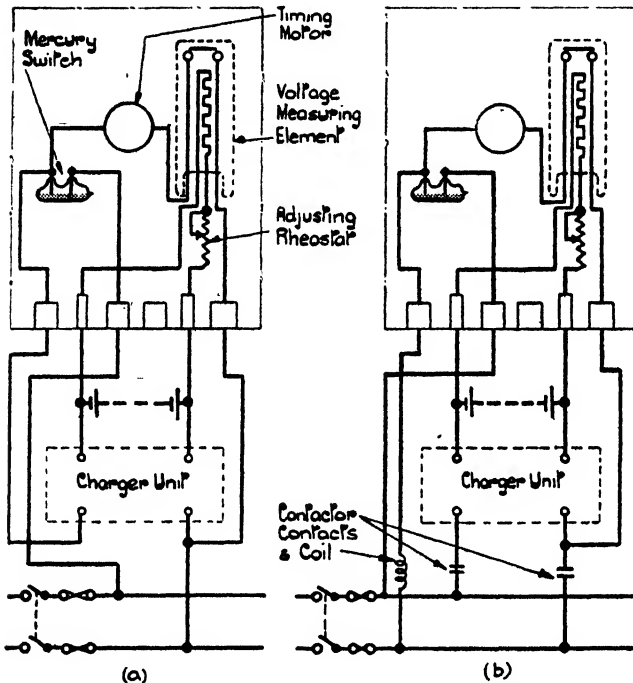 Timing
Motor
Mercury
Switch
Voltage
Measuring
Element
Adjusting
Rheostat
Charger Unit
Charger Unit
Contactor
Contacts
& Coil
(a)
(b)